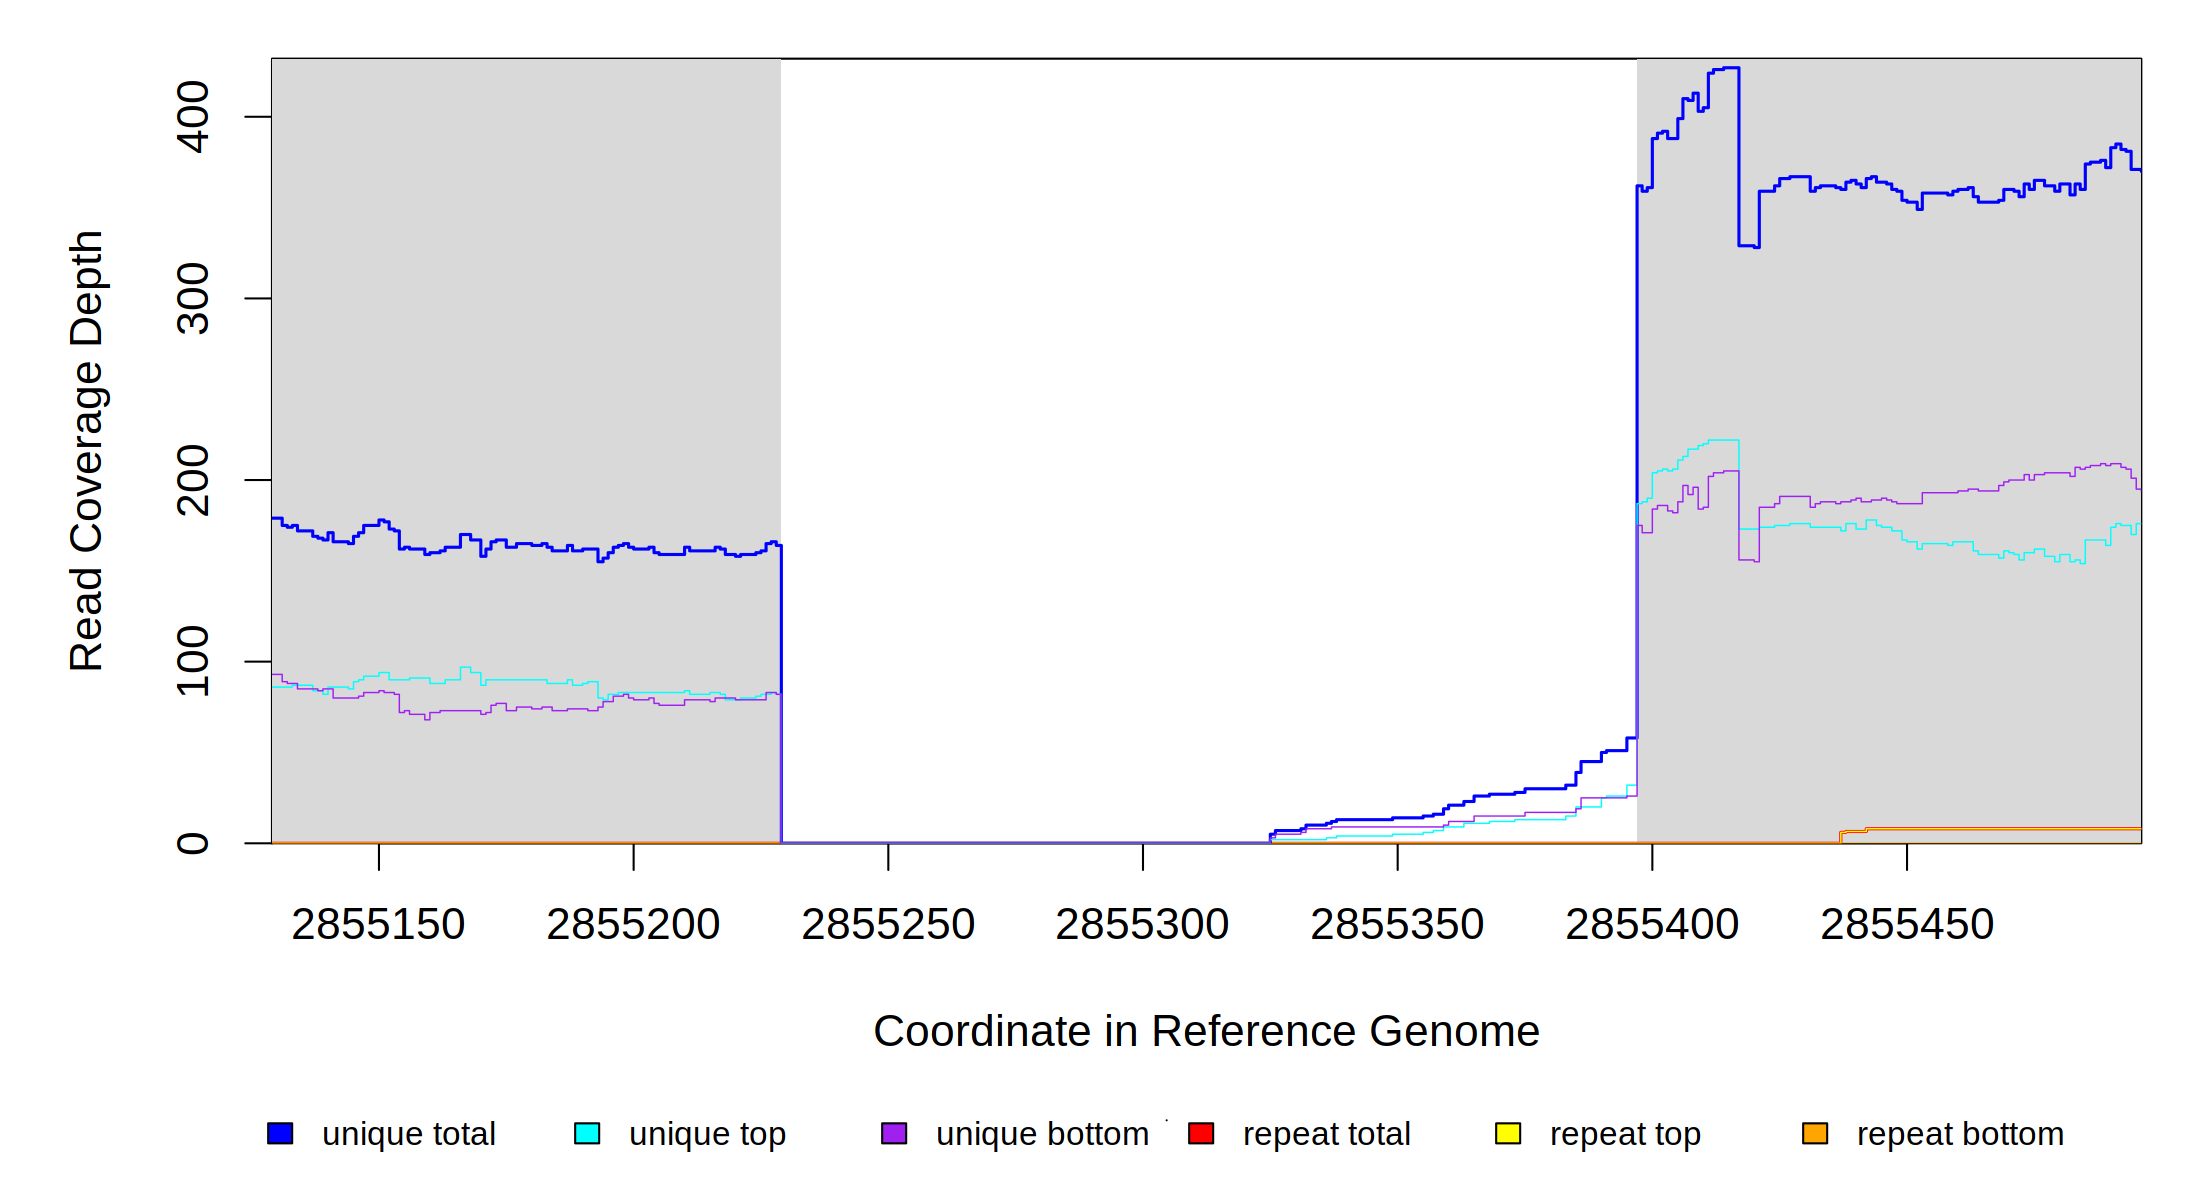 Read Coverage Depth
400
300
200
100
0
2855150 2855200 2855250 2855300 2855350 2855400 2855450
Coordinate in Reference Genome
unique total unique top unique bottom repeat total repeat top repeat bottom